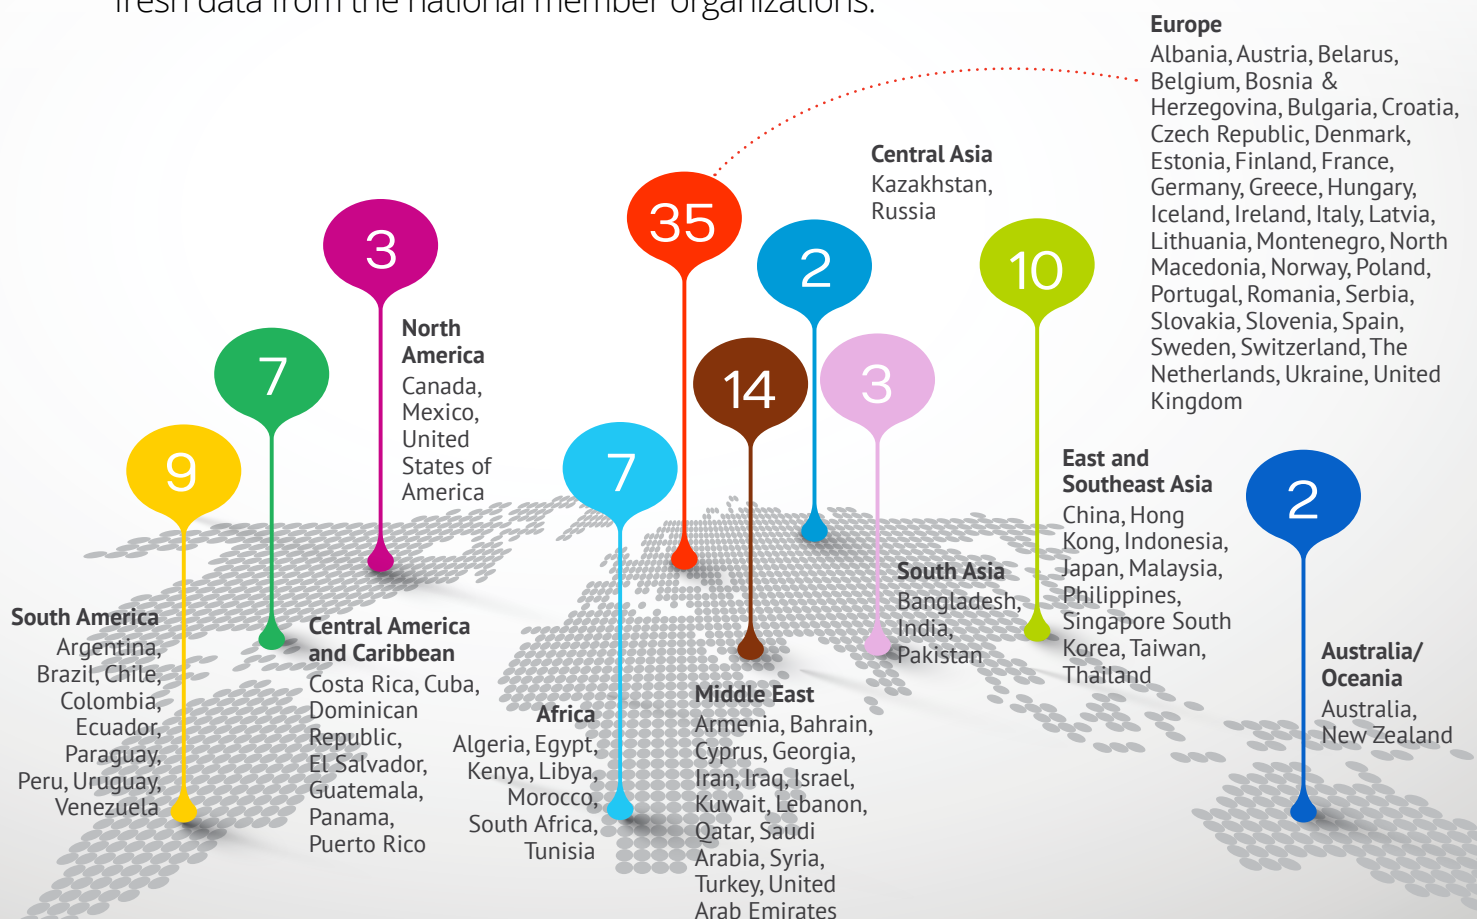 fresh data from the national member organizations.
Europe
Albania, Austria, Belarus,
Belgium, Bosnia &
Herzegovina, Bulgaria, Croatia,
Czech Republic, Denmark,
Estonia, Finland, France,
Germany, Greece, Hungary,
Iceland, Ireland, Italy, Latvia,
Lithuania, Montenegro, North
Macedonia, Norway, Poland,
Portugal, Romania, Serbia,
Slovakia, Slovenia, Spain,
Sweden, Switzerland, The
Netherlands, Ukraine, United
Kingdom
Central Asia
Kazakhstan,
Russia
35
3
2
10
North
America
Canada,
Mexico,
United
States of
America
7
14
3
9
7
East and
Southeast Asia
China, Hong
Kong, Indonesia,
Japan, Malaysia,
Philippines,
Singapore South
Korea, Taiwan,
Thailand
2
South Asia
Bangladesh,
India,
Pakistan
South America
Argentina,
Brazil, Chile,
Colombia,
Ecuador,
Paraguay,
Peru, Uruguay,
Venezuela
Central America
and Caribbean
Costa Rica, Cuba,
Dominican
Republic,
El Salvador,
Guatemala,
Panama,
Puerto Rico
Africa
Algeria, Egypt,
Kenya, Libya,
Morocco,
South Africa,
Tunisia
Middle East
Armenia, Bahrain,
Cyprus, Georgia,
Iran, Iraq, Israel,
Kuwait, Lebanon,
Qatar, Saudi
Arabia, Syria,
Turkey, United
Arab Emirates
Australia/
Oceania
Australia,
New Zealand